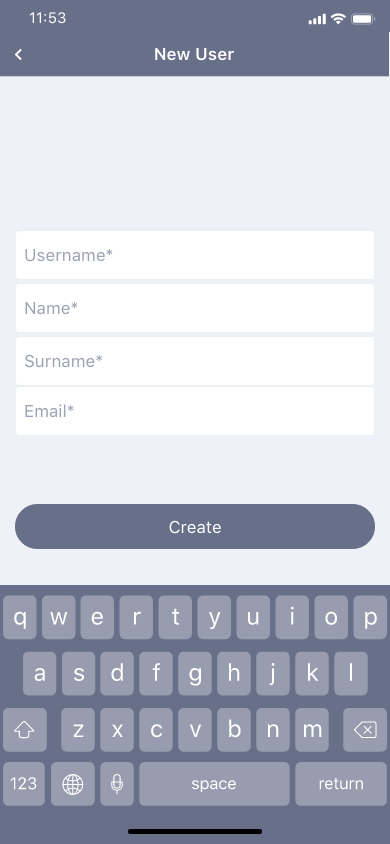 11:53
New User
Username*
Name*
Surname*
Email*
Create
q w e r t y u i o p
a s d f g h j k l
z x c v b n m
123 space return